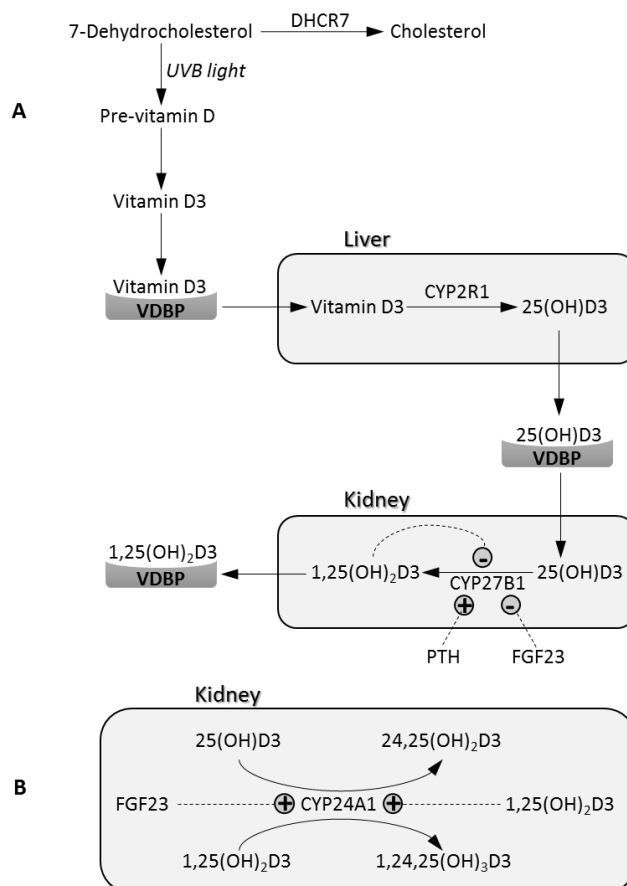 DHCR7
7-Dehydrocholesterol Cholesterol
UVB light
A
Pre-vitamin D
Vitamin D3
Liver
Vitamin D3
VDBP
Vitamin D3 CYP2R1 25(OH)D3
25(OH)D3
VDBP
Kidney
1,25(OH)₂D3
VDBP
-
1,25(OH)₂D3 CYP27B1 25(OH)D3
+ -
PTH FGF23
Kidney
B
25(OH)D3 24,25(OH)₂D3
FGF23 + CYP24A1 + 1,25(OH)₂D3
1,25(OH)₂D3 1,24,25(OH)₃D3